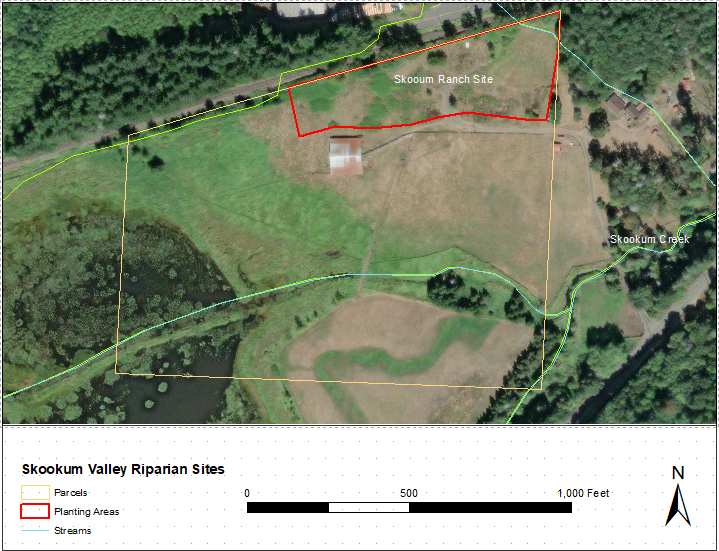 Skooum Ranch Site
Skookum Creek
Skookum Valley Riparian Sites
Parcels
Planting Areas
Streams
0 500 1,000 Feet
N